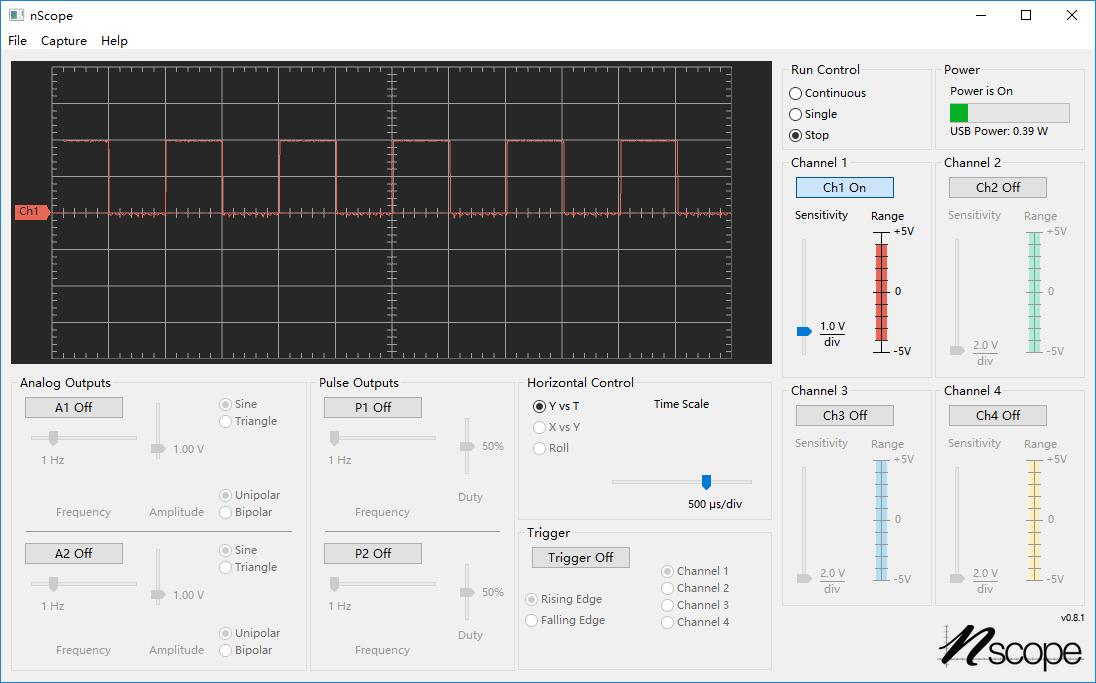 nScope
File Capture Help
Ch1
Run Control
Continuous
Single
Stop
Power
Power is On
USB Power: 0.39 W
Channel 1
Ch1 On
Sensitivity Range
+5V
0
1.0 V
div
-5V
Channel 2
Ch2 Off
Sensitivity Range
+5V
0
2.0 V
div
-5V
Analog Outputs
A1 Off
Sine
Triangle
1 Hz
1.00 V
Unipolar
Bipolar
Frequency Amplitude
A2 Off
Sine
Triangle
1 Hz
1.00 V
Unipolar
Bipolar
Frequency Amplitude
Pulse Outputs
P1 Off
1 Hz
50%
Duty
Frequency
P2 Off
1 Hz
50%
Duty
Frequency
Horizontal Control
Y vs T
X vs Y
Roll
Time Scale
500 µs/div
Trigger
Trigger Off
Rising Edge
Falling Edge
Channel 1
Channel 2
Channel 3
Channel 4
Channel 3
Ch3 Off
Sensitivity Range
+5V
0
2.0 V
div
-5V
Channel 4
Ch4 Off
Sensitivity Range
+5V
0
2.0 V
div
-5V
v0.8.1
nscope